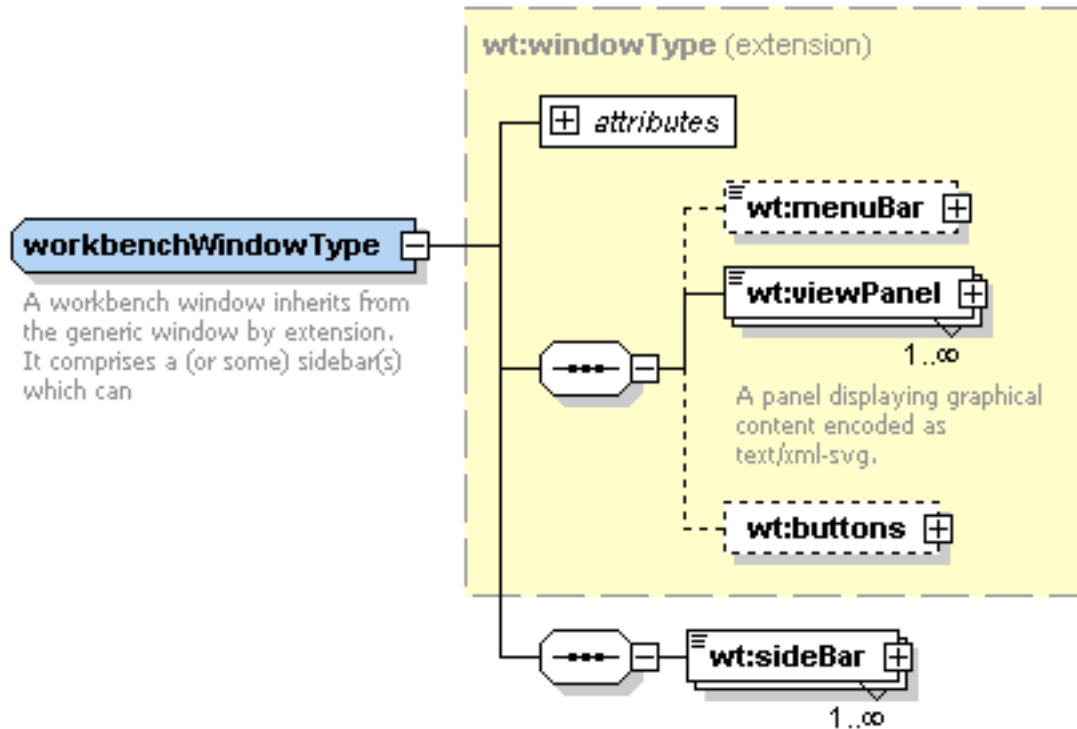 wt:windowType (extension)
attributes
wt:menuBar
workbenchWindowType
wt:viewPanel
1..∞
A workbench window inherits from
the generic window by extension.
It comprises a (or some) sidebar(s)
which can
A panel displaying graphical
content encoded as
text/xml-svg.
wt:buttons
wt:sideBar
1..∞